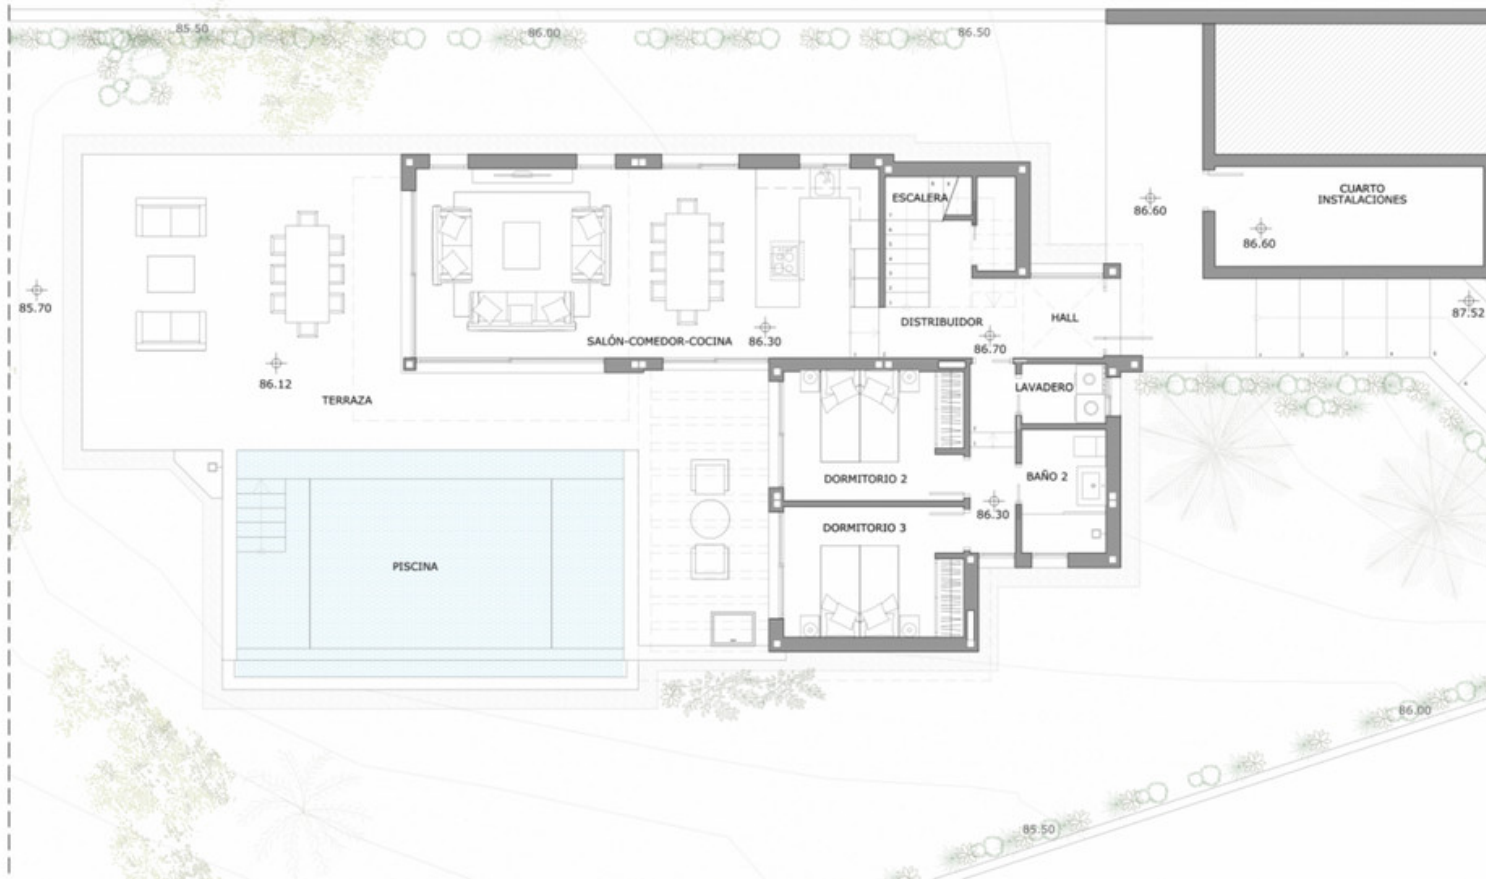 85.50
86.00
86.50
ESCALERA
86.60
CUARTO
INSTALACIONES
86.60
85.70
87.52
DISTRIBUIDOR
HALL
SALÓN-COMEDOR-COCINA
86.30
86.70
86.12
TERRAZA
LAVADERO
DORMITORIO 2
BAÑO 2
86.30
DORMITORIO 3
PISCINA
86.00
85.50